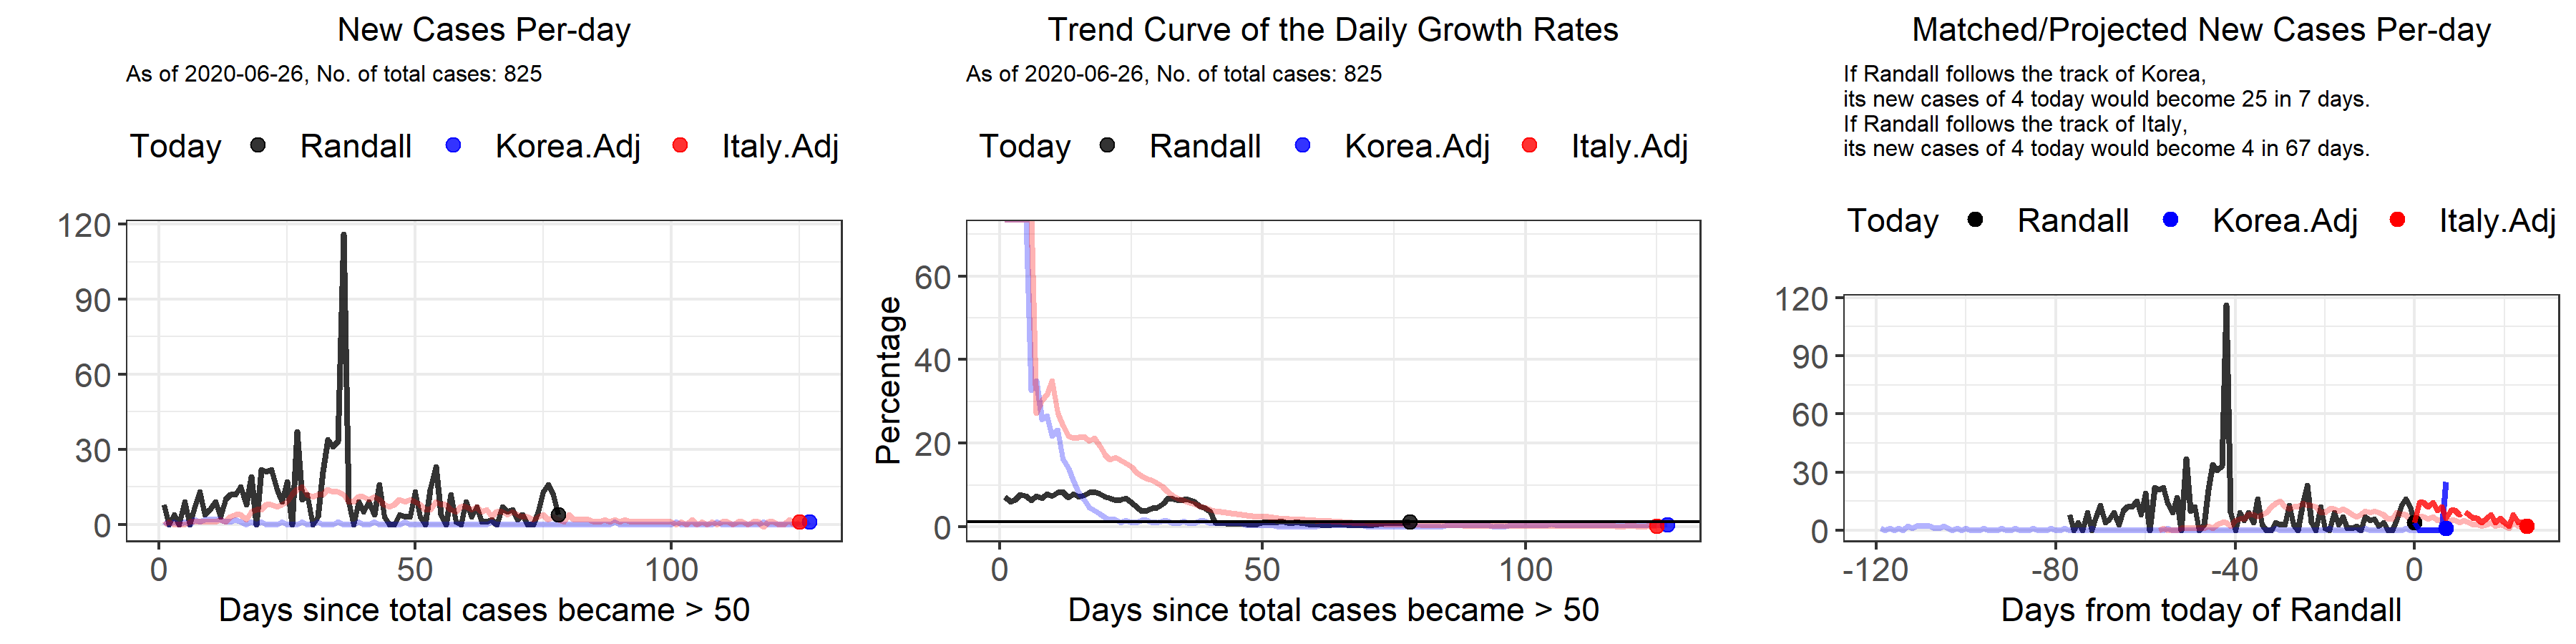 New Cases Per-day
As of 2020-06-26, No. of total cases: 825
Today Randall Korea.Adj Italy.Adj
120
90
60
30
0
0 50 100
Days since total cases became > 50
Trend Curve of the Daily Growth Rates
As of 2020-06-26, No. of total cases: 825
Today Randall Korea.Adj Italy.Adj
Percentage
60
40
20
0
0 50 100
Days since total cases became > 50
Matched/Projected New Cases Per-day
If Randall follows the track of Korea,
its new cases of 4 today would become 25 in 7 days.
If Randall follows the track of Italy,
its new cases of 4 today would become 4 in 67 days.
Today Randall Korea.Adj Italy.Adj
120
90
60
30
0
-120 -80 -40 0
Days from today of Randall